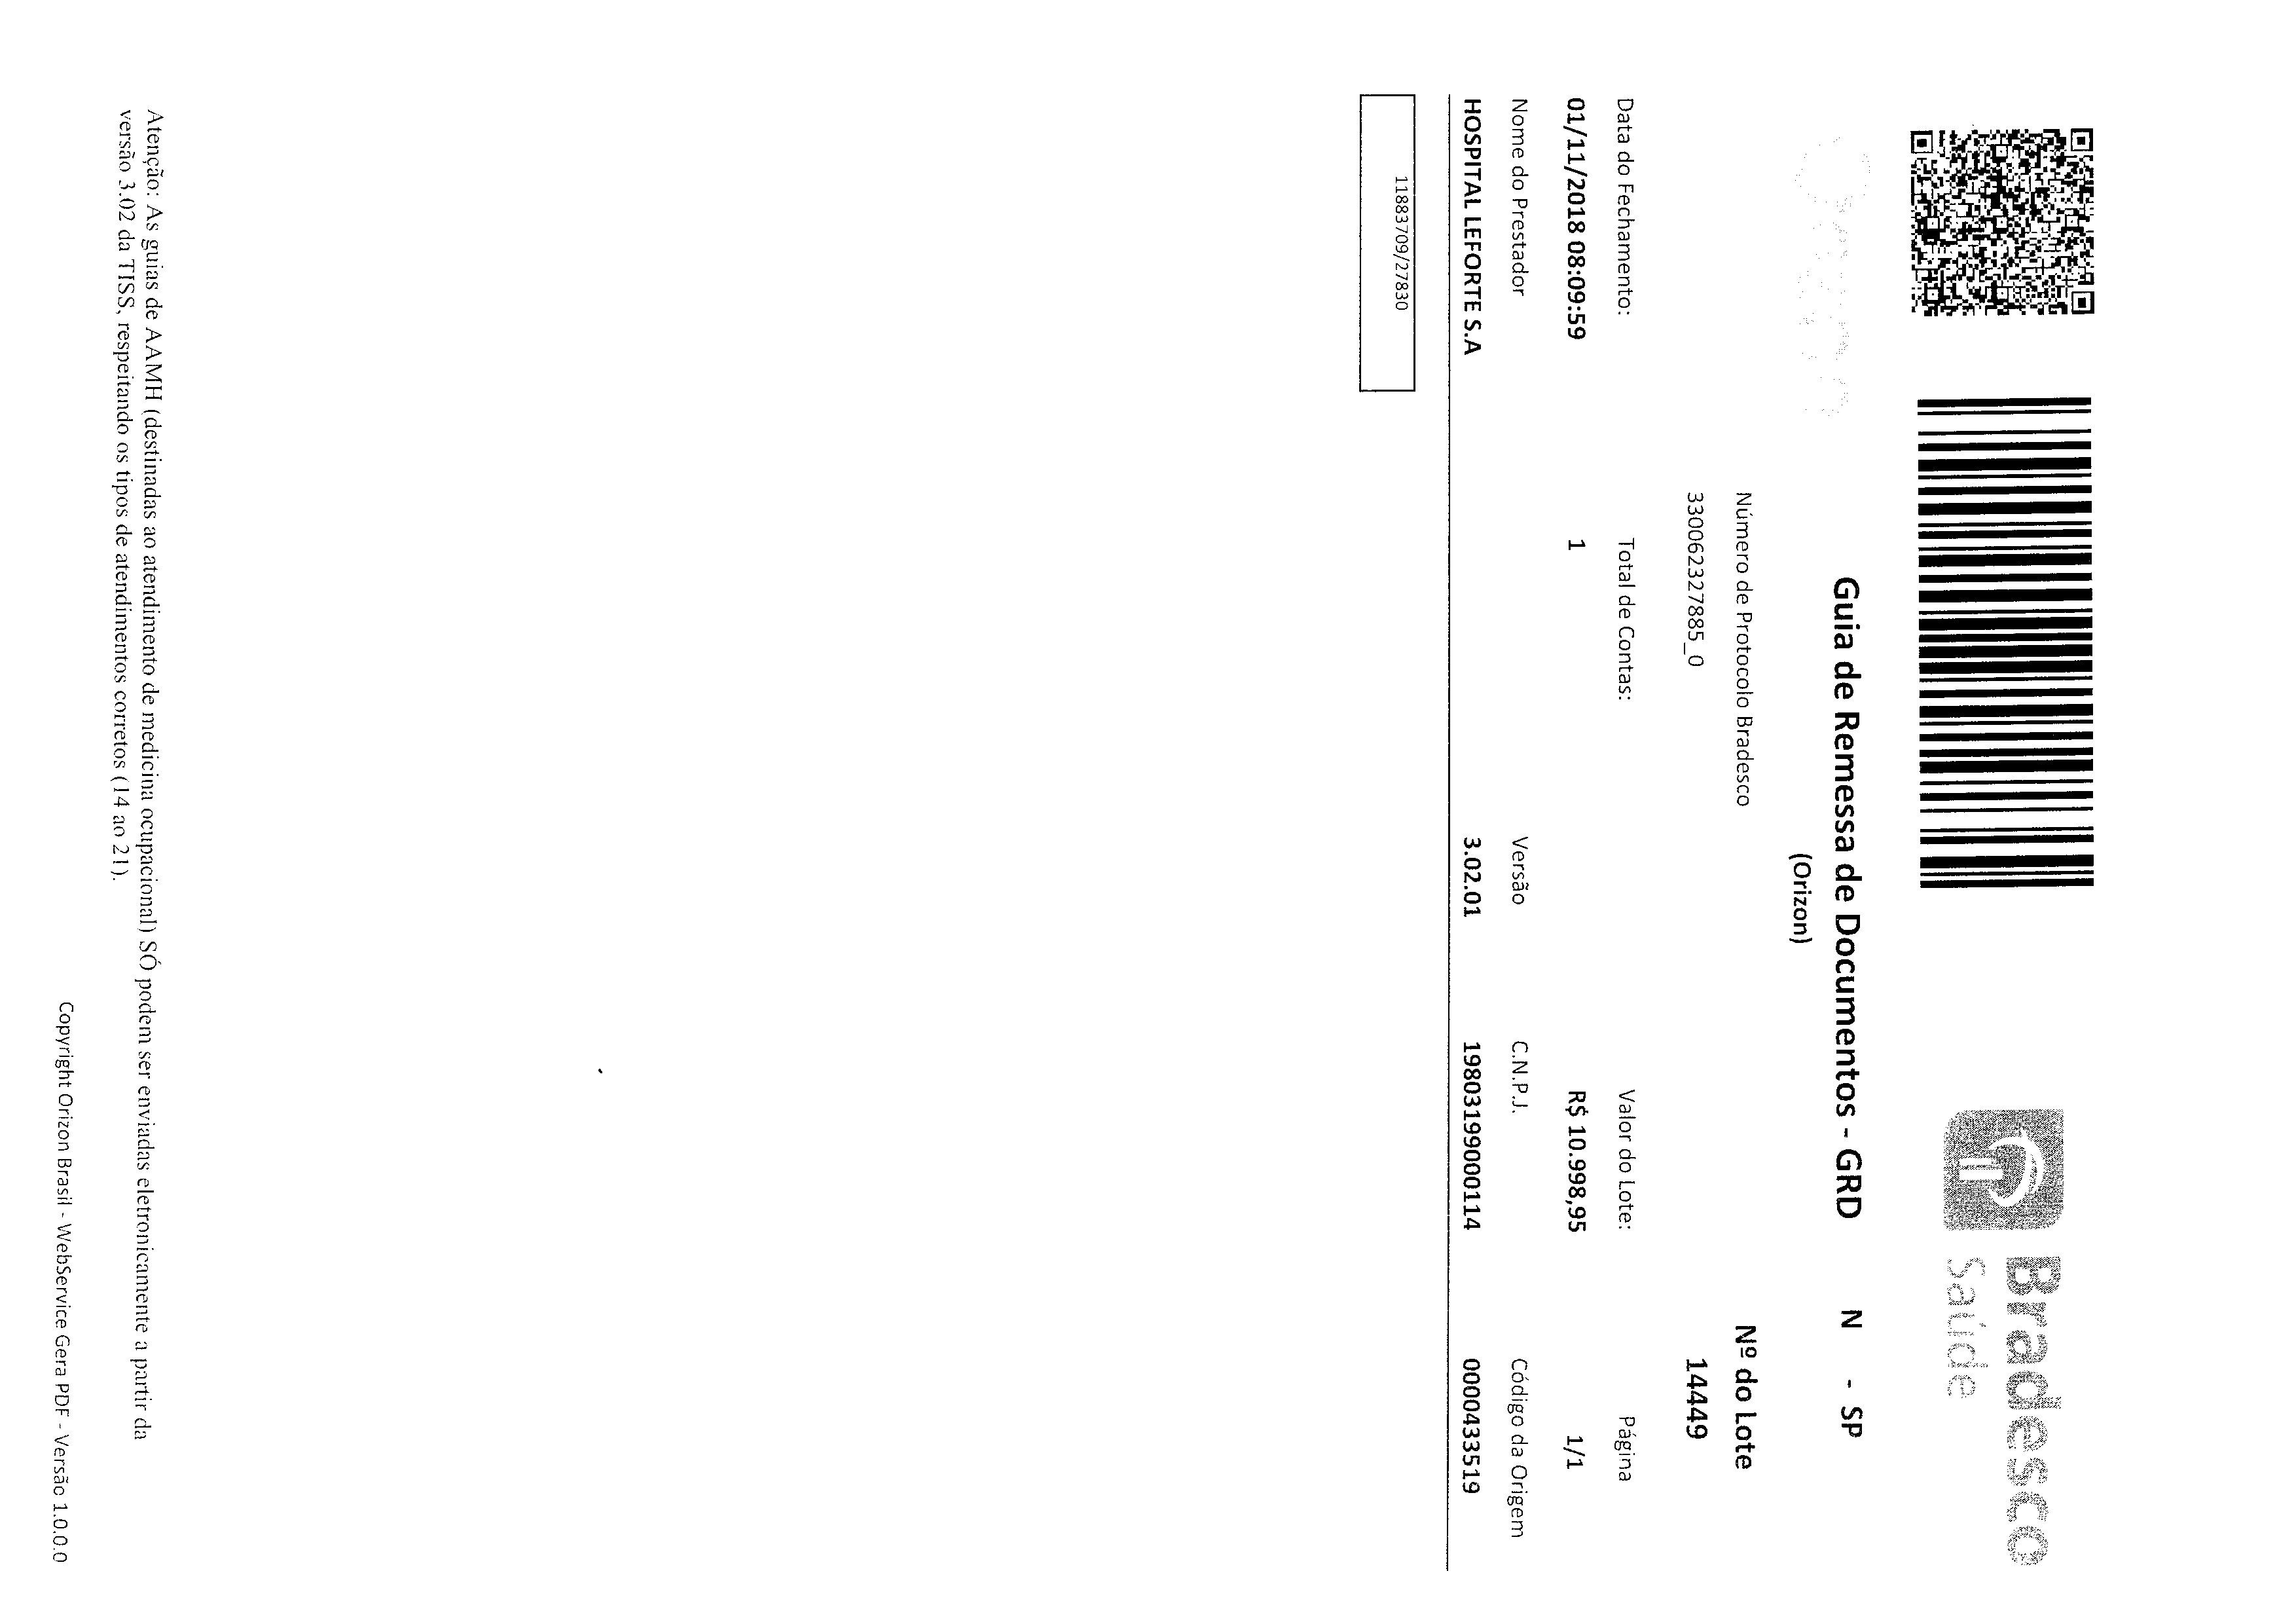 Bradesco
Saúde
Guia de Remessa de Documentos - GRD N - SP
(Orizon)
Número de Protocolo Bradesco Nº do Lote
330062327885_0 14449
Data do Fechamento: Total de Contas: Valor do Lote: Página
01/11/2018 08:09:59 1 R$ 10.998,95 1/1
Nome do Prestador Versão C.N.P.J. Código da Origem
HOSPITAL LEFORTE S.A 3.02.01 19803199000114 0000433519
11883709/27830
Atenção: As guias de AAMH (destinadas ao atendimento de medicina ocupacional) SÓ podem ser enviadas eletronicamente a partir da
versão 3.02 da TISS, respeitando os tipos de atendimentos corretos (14 ao 21).
Copyright Orizon Brasil - WebService Gera PDF - Versão 1.0.0.0